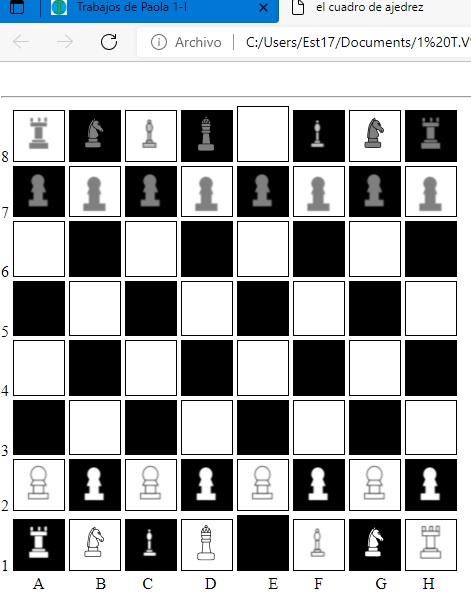 Trabajos de Paola 1-I
el cuadro de ajedrez
Archivo C:/Users/Est17/Documents/1%20T.V
8
7
6
5
4
3
2
1
A B C D E F G H